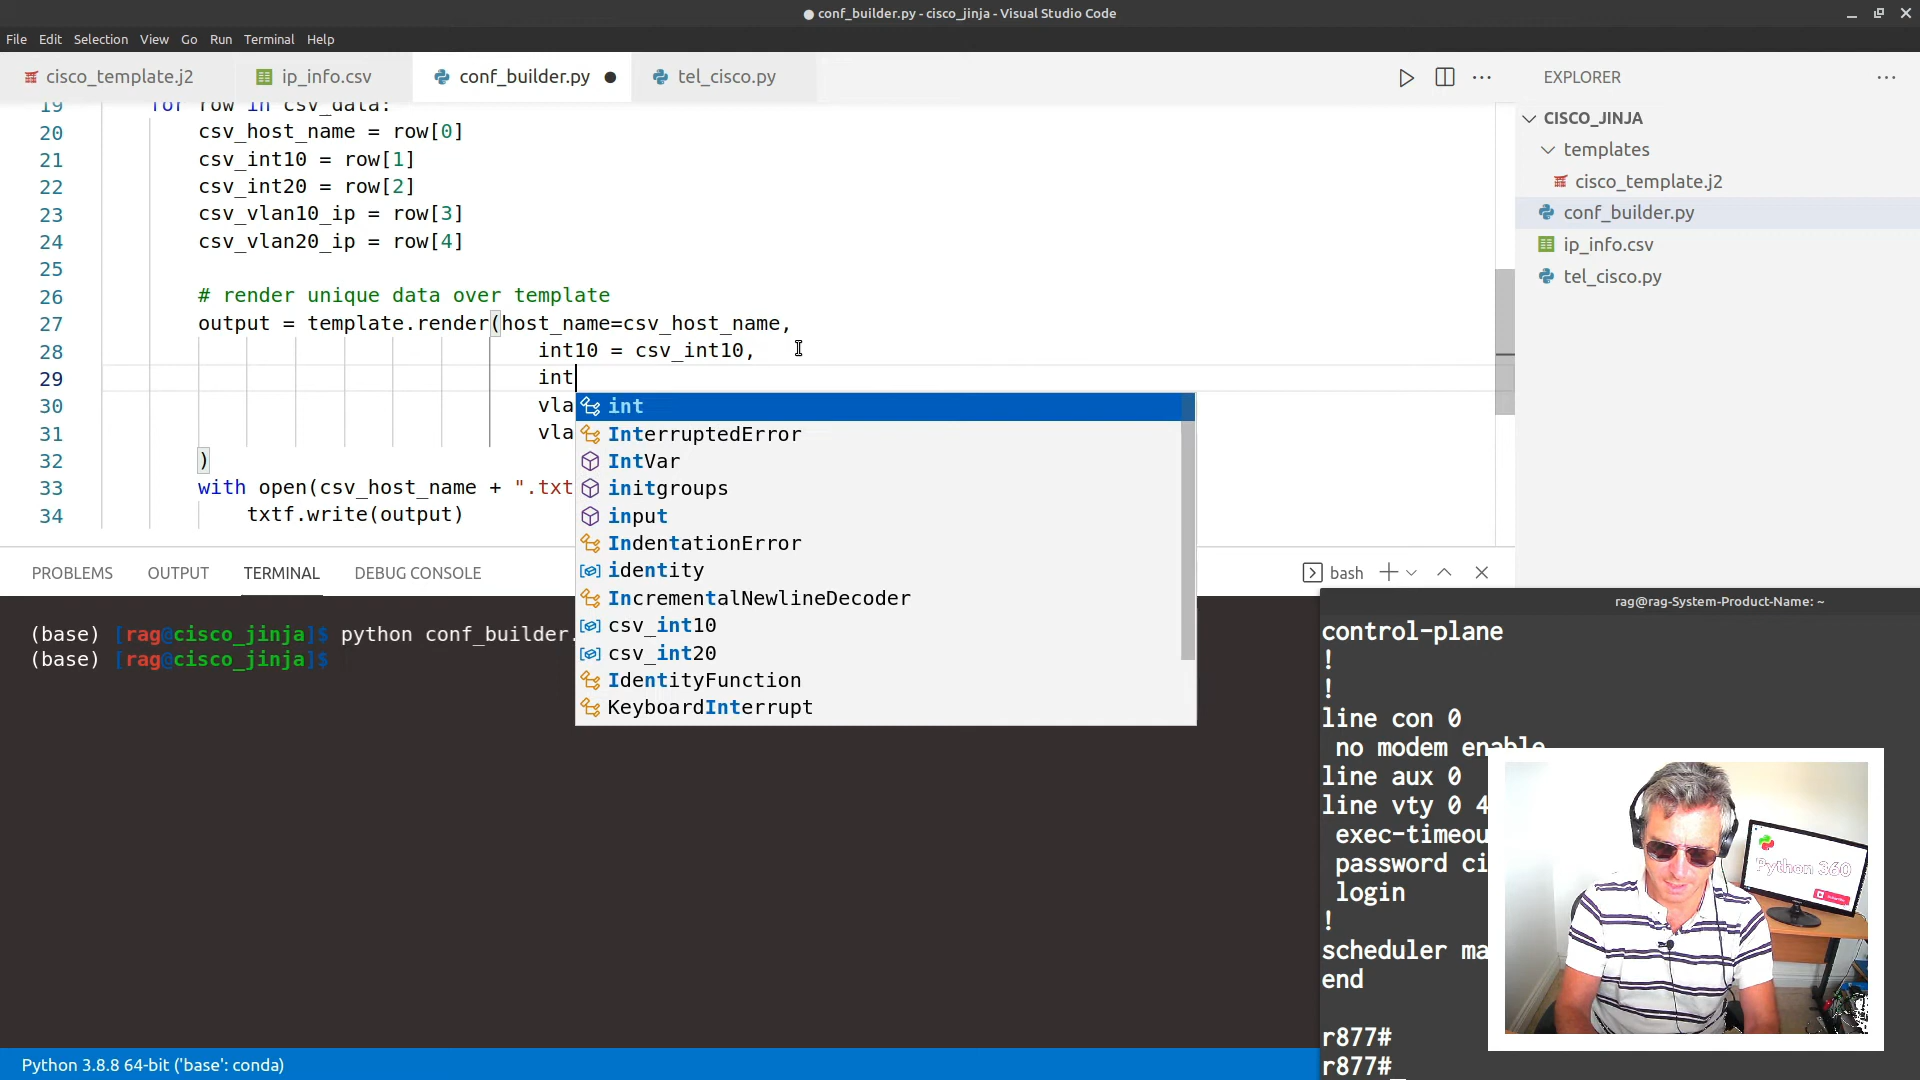 conf_builder.py - cisco_jinja - Visual Studio Code
File Edit Selection View Go Run Terminal Help
cisco_template.j2 ip_info.csv conf_builder.py tel_cisco.py
19 for row in csv_data:
20 csv_host_name = row[0]
21 csv_int10 = row[1]
22 csv_int20 = row[2]
23 csv_vlan10_ip = row[3]
24 csv_vlan20_ip = row[4]
25
26 # render unique data over template
27 output = template.render(host_name=csv_host_name,
28 int10 = csv_int10,
29 int
30 vla
31 vla
32 )
33 with open(csv_host_name + ".txt
34 txtf.write(output)
int
InterruptedError
IntVar
initgroups
input
IndentationError
identity
IncrementalNewlineDecoder
csv_int10
csv_int20
IdentityFunction
KeyboardInterrupt
EXPLORER
CISCO_JINJA
templates
cisco_template.j2
conf_builder.py
ip_info.csv
tel_cisco.py
PROBLEMS OUTPUT TERMINAL DEBUG CONSOLE
bash
(base) [rag@cisco_jinja]$ python conf_builder.
(base) [rag@cisco_jinja]$
rag@rag-System-Product-Name: ~
control-plane
!
!
line con 0
no modem enable
line aux 0
line vty 0 4
exec-timeou
password ci
login
!
scheduler ma
end
r877#
r877#
Python 360
Python 3.8.8 64-bit ('base': conda)